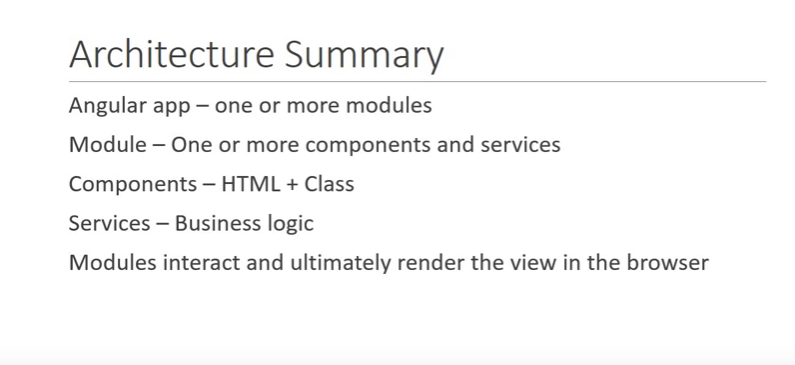 Architecture Summary
Angular app – one or more modules
Module – One or more components and services
Components – HTML + Class
Services – Business logic
Modules interact and ultimately render the view in the browser